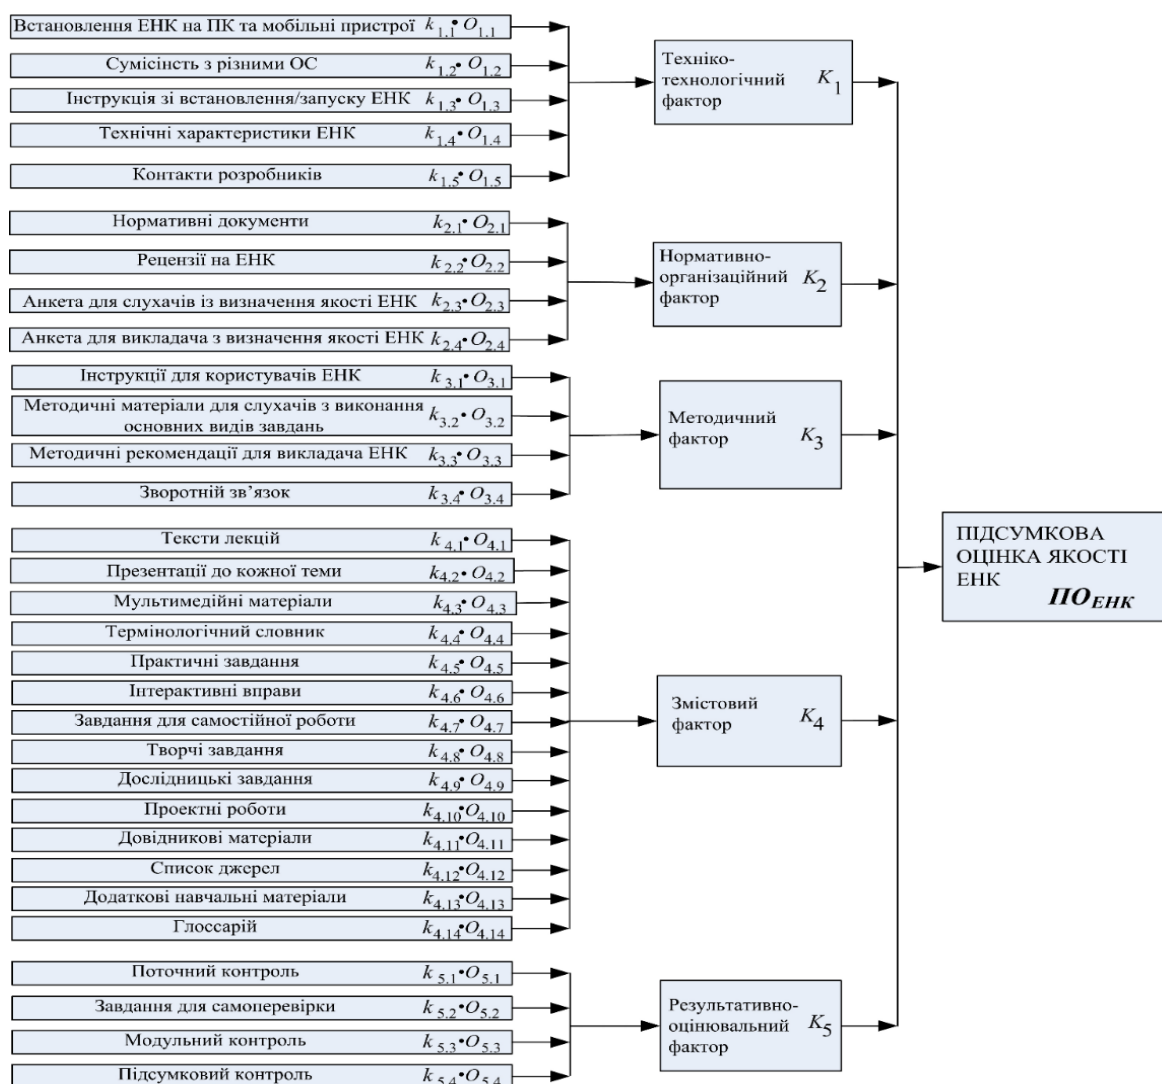 Встановлення ЕНК на ПК та мобільні пристрої k1.1•O1.1
Сумісінсть з різними ОС k1.2•O1.2
Інструкція зі встановлення/запуску ЕНК k1.3•O1.3
Технічні характеристики ЕНК k1.4•O1.4
Контакти розробників k1.5•O1.5
Техніко-
технологічний
фактор K1
Нормативні документи k2.1•O2.1
Рецензії на ЕНК k2.2•O2.2
Анкета для слухачів із визначення якості ЕНК k2.3•O2.3
Анкета для викладача з визначення якості ЕНК k2.4•O2.4
Нормативно-
організаційний
фактор K2
Інструкції для користувачів ЕНК k3.1•O3.1
Методичні матеріали для слухачів з виконання
основних видів завдань k3.2•O3.2
Методичні рекомендації для викладача ЕНК k3.3•O3.3
Зворотній зв’язок k3.4•O3.4
Методичний
фактор K3
Тексти лекцій k4.1•O4.1
Презентації до кожної теми k4.2•O4.2
Мультимедійні матеріали k4.3•O4.3
Термінологічний словник k4.4•O4.4
Практичні завдання k4.5•O4.5
Інтерактивні вправи k4.6•O4.6
Завдання для самостійної роботи k4.7•O4.7
Творчі завдання k4.8•O4.8
Дослідницькі завдання k4.9•O4.9
Проектні роботи k4.10•O4.10
Довідникові матеріали k4.11•O4.11
Список джерел k4.12•O4.12
Додаткові навчальні матеріали k4.13•O4.13
Глоссарій k4.14•O4.14
Змістовий
фактор K4
Поточний контроль k5.1•O5.1
Завдання для самоперевірки k5.2•O5.2
Модульний контроль k5.3•O5.3
Підсумковий контроль k5.4•O5.4
Результативно-
оцінювальний
фактор K5
ПІДСУМКОВА
ОЦІНКА ЯКОСТІ
ЕНК
ПОЕНК